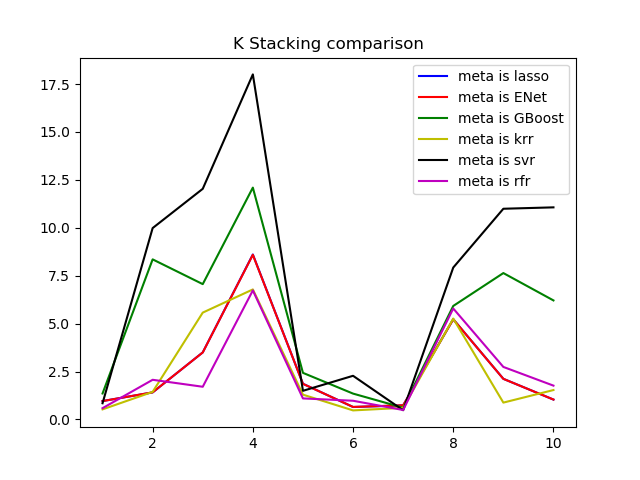 K Stacking comparison
17.5
15.0
12.5
10.0
7.5
5.0
2.5
0.0
2 4 6 8 10
meta is lasso
meta is ENet
meta is GBoost
meta is krr
meta is svr
meta is rfr